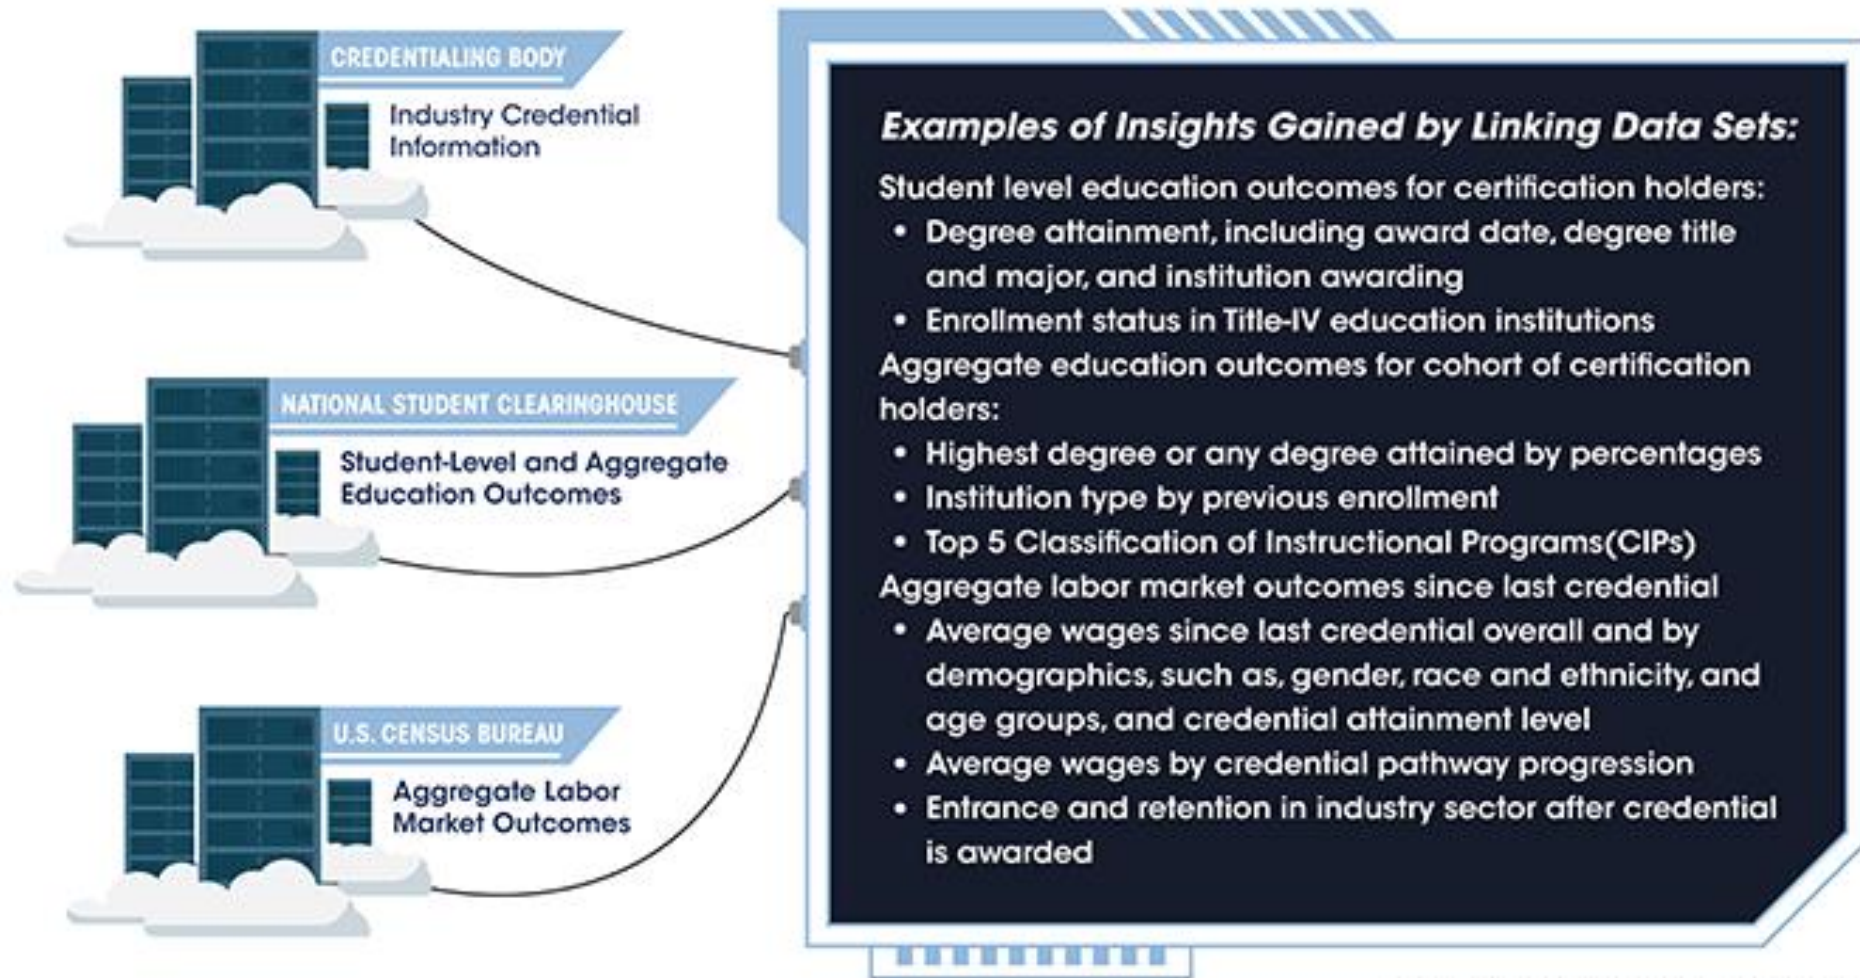 CREDENTIALING BODY
Industry Credential
Information
NATIONAL STUDENT CLEARINGHOUSE
Student-Level and Aggregate
Education Outcomes
U.S. CENSUS BUREAU
Aggregate Labor
Market Outcomes
Examples of Insights Gained by Linking Data Sets:
Student level education outcomes for certification holders:
• Degree attainment, including award date, degree title
and major, and institution awarding
• Enrollment status in Title-IV education institutions
Aggregate education outcomes for cohort of certification
holders:
• Highest degree or any degree attained by percentages
• Institution type by previous enrollment
• Top 5 Classification of Instructional Programs(CIPs)
Aggregate labor market outcomes since last credential
• Average wages since last credential overall and by
demographics, such as, gender, race and ethnicity, and
age groups, and credential attainment level
• Average wages by credential pathway progression
• Entrance and retention in industry sector after credential
is awarded